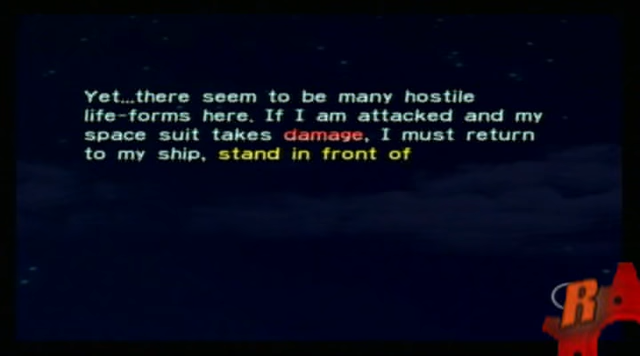 Yet...there seem to be many hostile
life-forms here. If I am attacked and my
space suit takes damage, I must return
to my ship, stand in front of
R